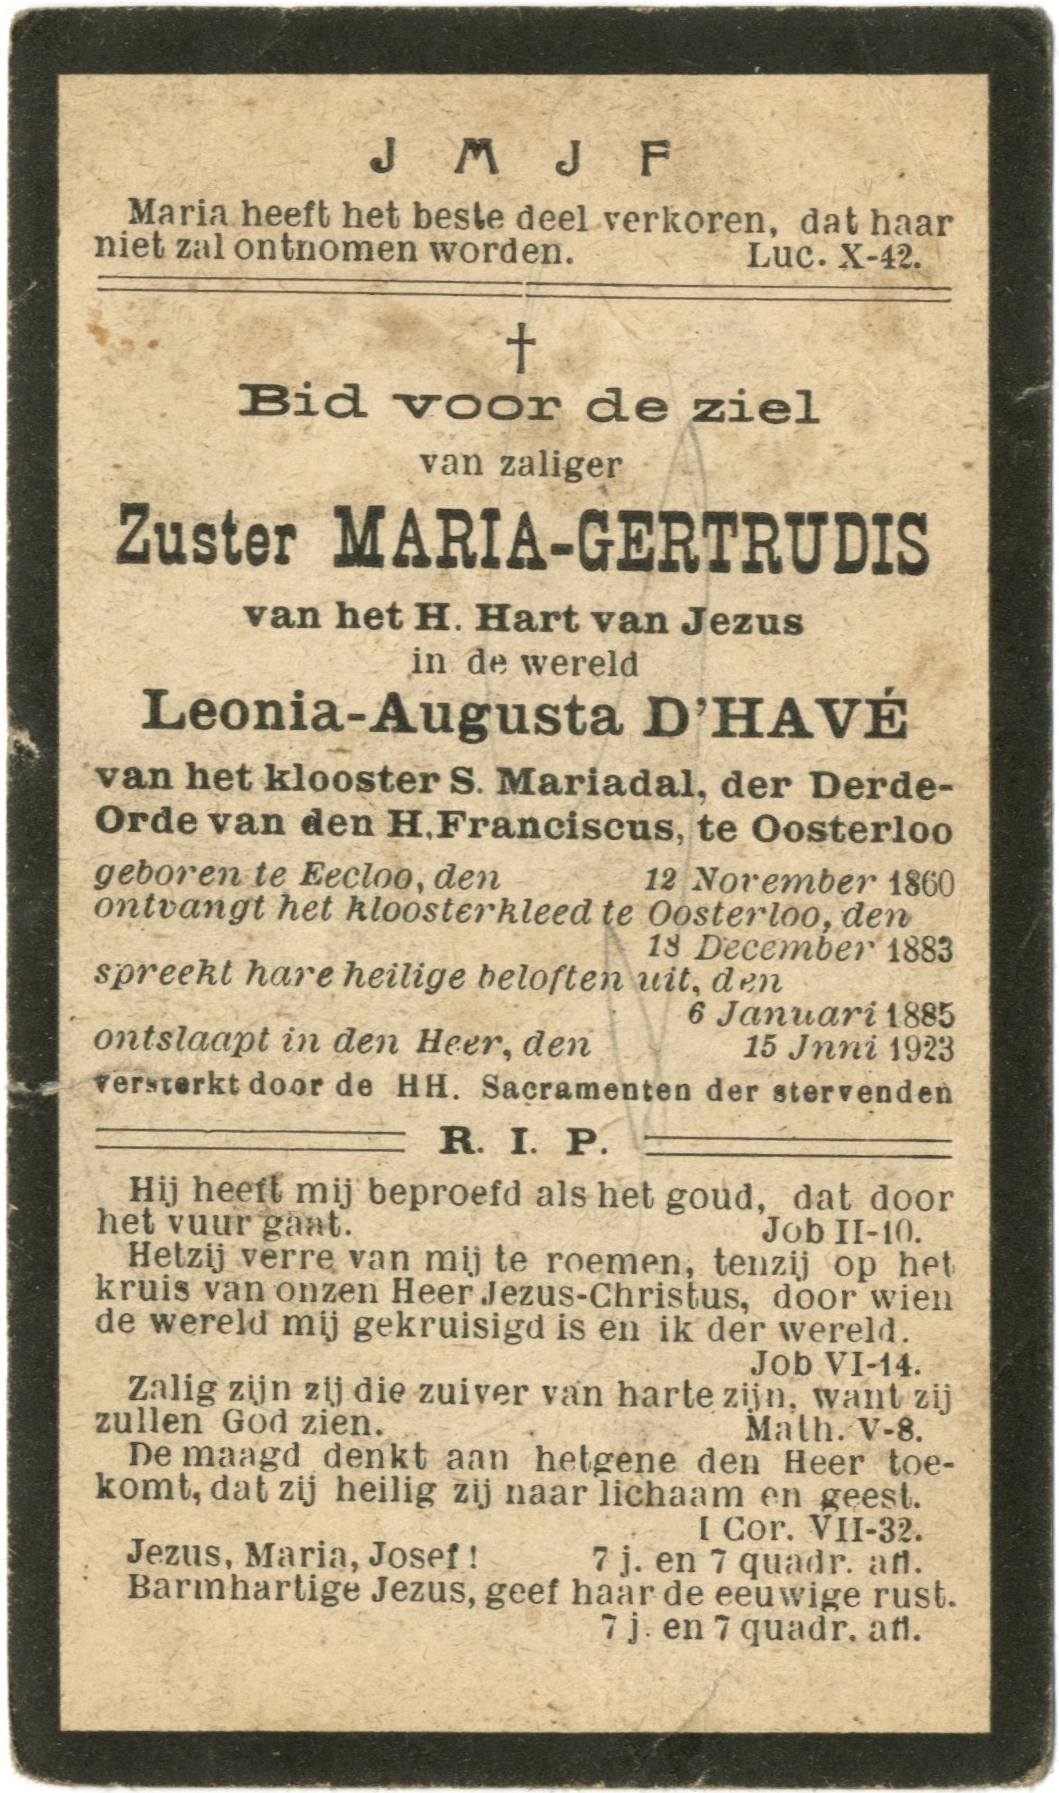 J M J F
Maria heeft het beste deel verkoren, dat haar
niet zal ontnomen worden. Luc. X-42.
†
Bid voor de ziel
van zaliger
Zuster MARIA-GERTRUDIS
van het H. Hart van Jezus
in de wereld
Leonia-Augusta D'HAVÉ
van het klooster S. Mariadal, der Derde-
Orde van den H. Franciscus, te Oosterloo
geboren te Eecloo, den 12 November 1860
ontvangt het kloosterkleed te Oosterloo, den
18 December 1883
spreekt hare heilige beloften uit, den
6 Januari 1885
ontslaapt in den Heer, den 15 Jnni 1923
versterkt door de HH. Sacramenten der stervenden
R. I. P.
Hij heeft mij beproefd als het goud, dat door
het vuur gaat. Job II-10.
Hetzij verre van mij te roemen, tenzij op het
kruis van onzen Heer Jezus-Christus, door wien
de wereld mij gekruisigd is en ik der wereld.
Job VI-14.
Zalig zijn zij die zuiver van harte zijn, want zij
zullen God zien. Math. V-8.
De maagd denkt aan hetgene den Heer toe-
komt, dat zij heilig zij naar lichaam en geest.
I Cor. VII-32.
Jezus, Maria, Josef! 7 j. en 7 quadr. afl.
Barmhartige Jezus, geef haar de eeuwige rust.
7 j. en 7 quadr. afl.